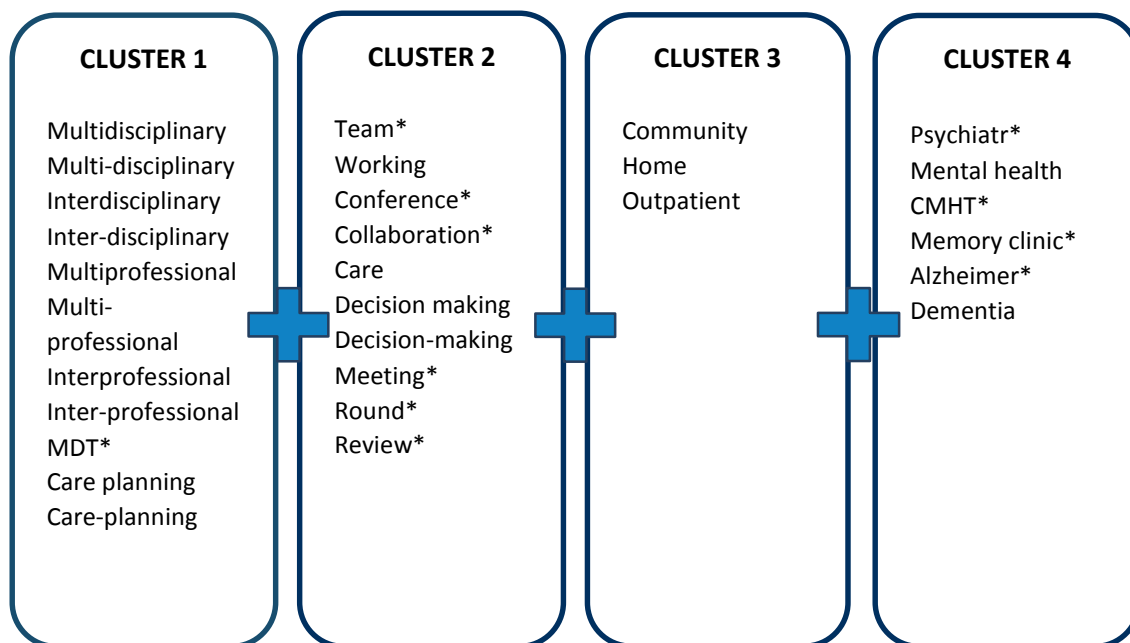 CLUSTER 1
Multidisciplinary
Multi-disciplinary
Interdisciplinary
Inter-disciplinary
Multiprofessional
Multi-
professional
Interprofessional
Inter-professional
MDT*
Care planning
Care-planning
CLUSTER 2
Team*
Working
Conference*
Collaboration*
Care
Decision making
Decision-making
Meeting*
Round*
Review*
CLUSTER 3
Community
Home
Outpatient
CLUSTER 4
Psychiatr*
Mental health
CMHT*
Memory clinic*
Alzheimer*
Dementia